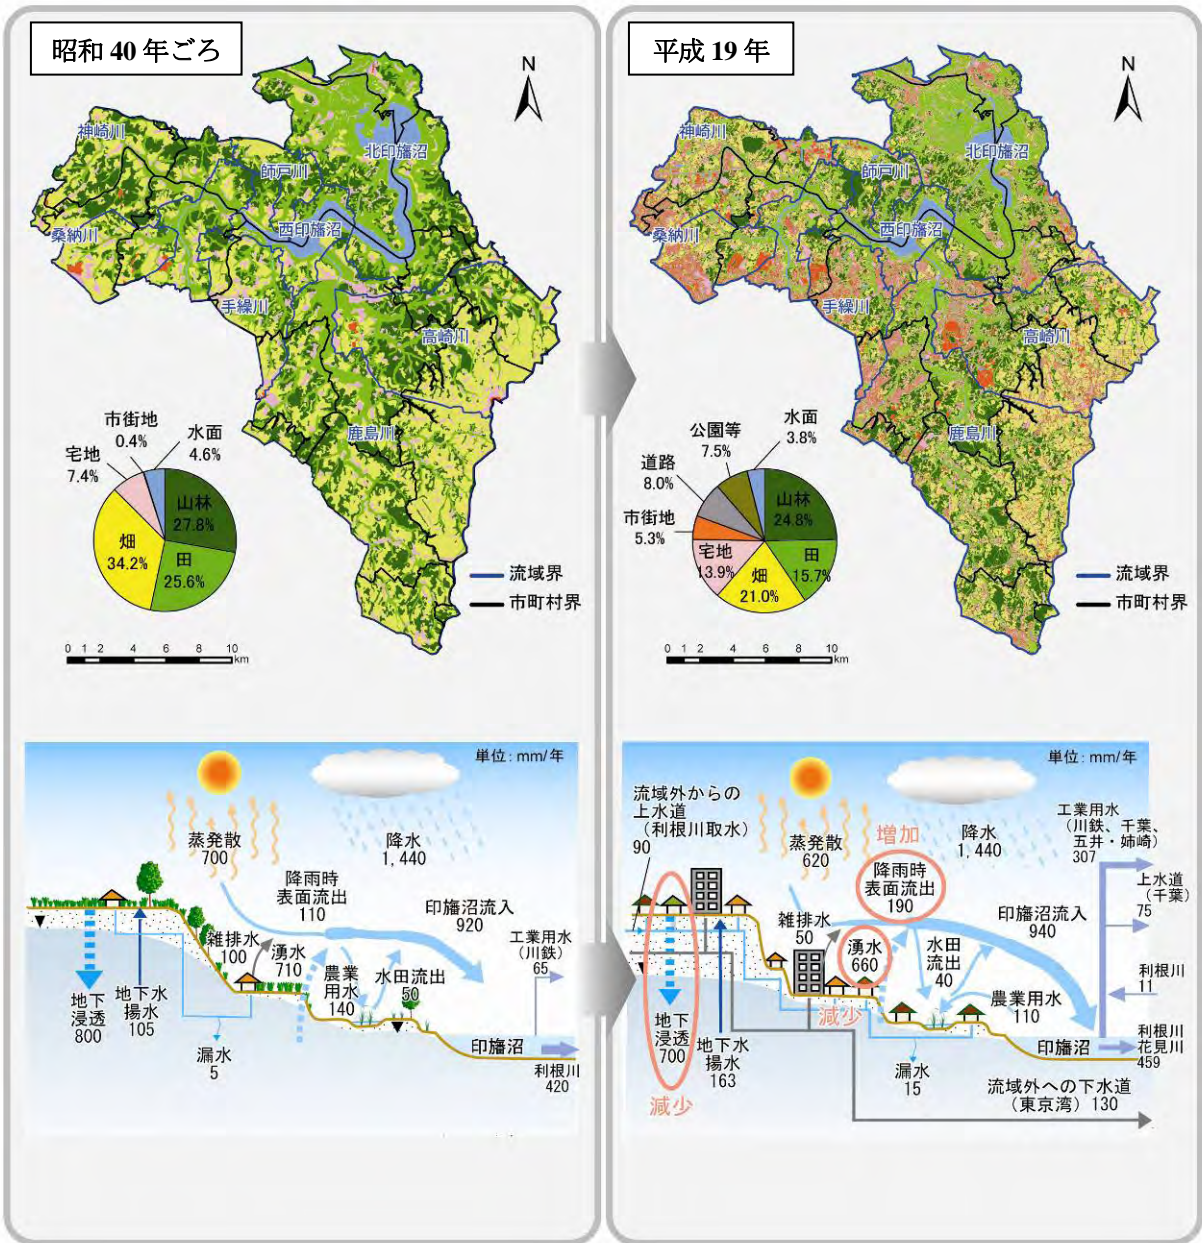 昭和 40 年ごろ
N
神崎川
師戸川
北印旛沼
桑納川
西印旛沼
手繰川
高崎川
鹿島川
市街地
0.4%
水面
4.6%
宅地
7.4%
山林
27.8%
畑
34.2%
田
25.6%
流域界
市町村界
0 1 2 4 6 8 10
km
平成 19 年
N
神崎川
師戸川
北印旛沼
桑納川
西印旛沼
手繰川
高崎川
鹿島川
水面
3.8%
公園等
7.5%
道路
8.0%
市街地
5.3%
宅地
13.9%
山林
24.8%
田
15.7%
畑
21.0%
流域界
市町村界
0 1 2 4 6 8 10
km
単位：mm/年
蒸発散
700
降水
1,440
降雨時
表面流出
110
印旛沼流入
920
雑排水
100
湧水
710
農業
用水
140
水田流出
50
工業用水
(川鉄)
65
地下
浸透
800
地下水
揚水
105
漏水
5
印旛沼
利根川
420
単位：mm/年
流域外からの
上水道
(利根川取水)
90
蒸発散
620
増加
降水
1,440
降雨時
表面流出
190
工業用水
(川鉄、千葉、
五井・姉崎)
307
上水道
(千葉)
75
雑排水
50
湧水
660
減少
水田
流出
40
印旛沼流入
940
農業用水
110
利根川
11
地下
浸透
700
減少
地下水
揚水
163
漏水
15
印旛沼
利根川
花見川
459
流域外への下水道
(東京湾) 130